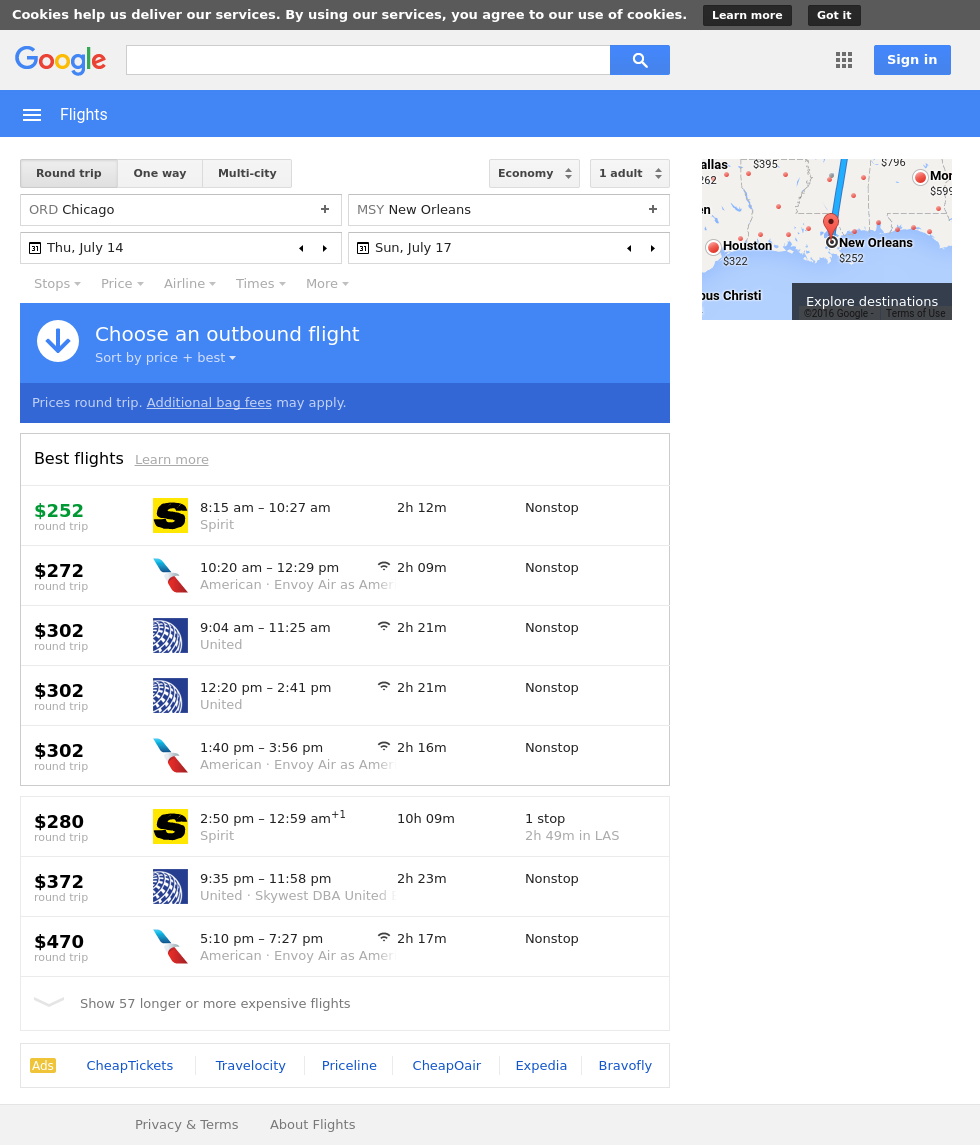 Cookies help us deliver our services. By using our services, you agree to our use of cookies. Learn more Got it
Google Sign in
Flights
Round trip One way Multi-city Economy 1 adult
ORD Chicago + MSY New Orleans +
31 Thu, July 14 31 Sun, July 17
Stops Price Airline Times More
Choose an outbound flight
Sort by price + best
Prices round trip. Additional bag fees may apply.
Best flights Learn more
$252 8:15 am – 10:27 am 2h 12m Nonstop
round trip Spirit
$272 10:20 am – 12:29 pm 2h 09m Nonstop
round trip American · Envoy Air as Amer
$302 9:04 am – 11:25 am 2h 21m Nonstop
round trip United
$302 12:20 pm – 2:41 pm 2h 21m Nonstop
round trip United
$302 1:40 pm – 3:56 pm 2h 16m Nonstop
round trip American · Envoy Air as Amer
$280 2:50 pm – 12:59 am+1 10h 09m 1 stop
round trip Spirit 2h 49m in LAS
$372 9:35 pm – 11:58 pm 2h 23m Nonstop
round trip United · Skywest DBA United
$470 5:10 pm – 7:27 pm 2h 17m Nonstop
round trip American · Envoy Air as Amer
Show 57 longer or more expensive flights
Ads CheapTickets Travelocity Priceline CheapOair Expedia Bravofly
allas $395 $796
262 Mon
$599
en
Houston New Orleans
$322 $252
pus Christi
Explore destinations
©2016 Google - Terms of Use
Privacy & Terms About Flights